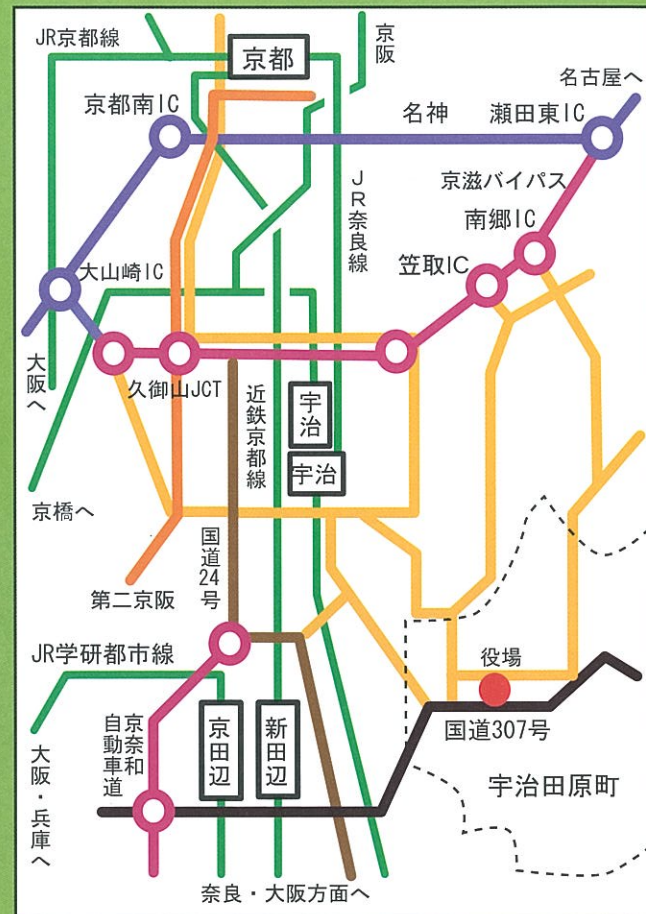 JR京都線
京都
京阪
名古屋へ
京都南IC
名神
瀬田東IC
京滋バイパス
JR奈良線
南郷IC
笠取IC
大山崎IC
大阪へ
久御山JCT
近鉄京都線
宇治
宇治
京橋へ
国道24号
第二京阪
JR学研都市線
役場
京奈和
自動車道
京田辺
新田辺
国道307号
大阪・兵庫へ
宇治田原町
奈良・大阪方面へ